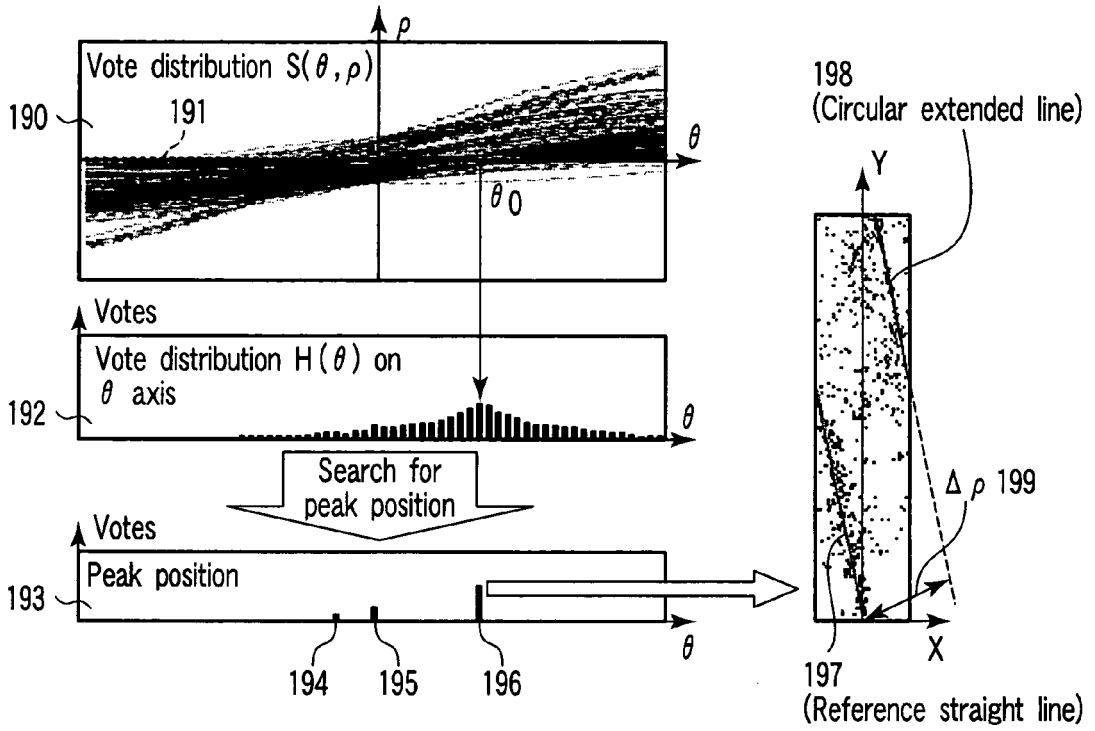 ρ
Vote distribution S(θ,ρ)
190
191
θ
θ0
Votes
Vote distribution H(θ) on
θ axis
192
θ
Search for
peak position
Votes
Peak position
193
θ
194
195
196
198
(Circular extended line)
Y
Δρ 199
X
197
(Reference straight line)